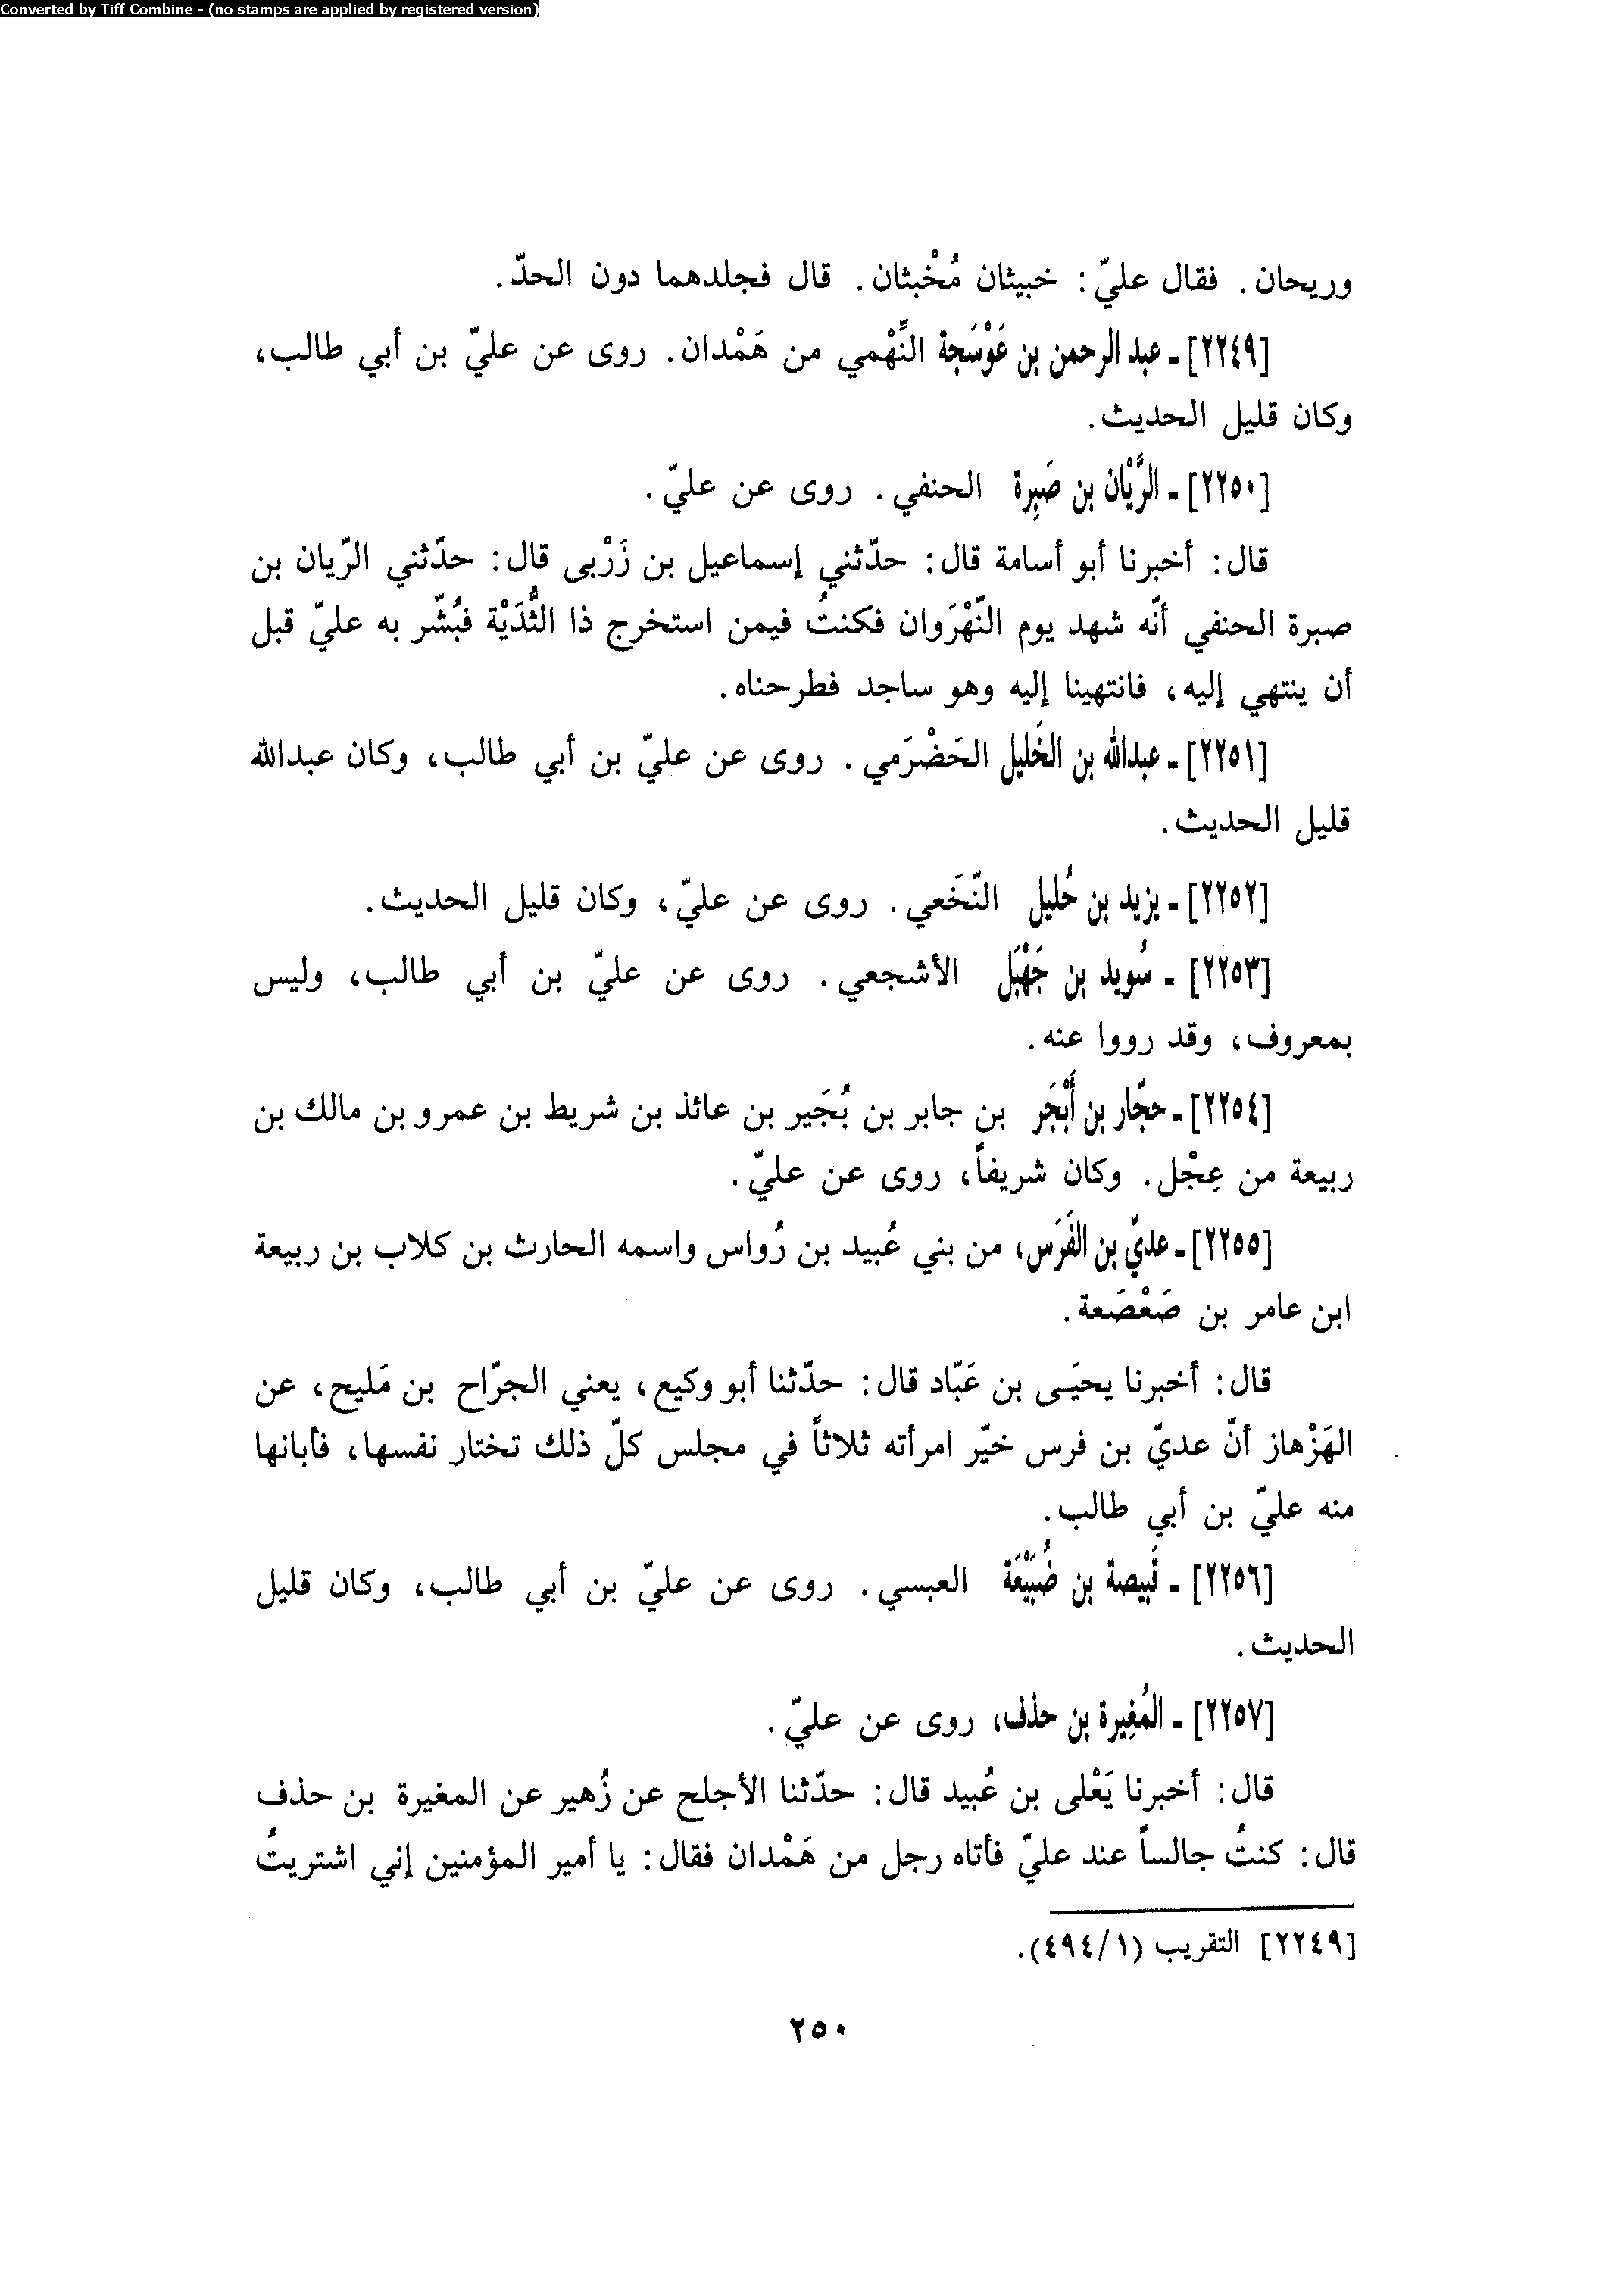 Converted by Tiff Combine - (no stamps are applied by registered version)
وريحان. فقال عليّ: خبيثان مُخْبثان. قال فجلدهما دون الحدّ.
[٢٢٤٩] - عبد الرحمن بن عَوْسَجة النِّهْمي من هَمْدان. روى عن عليّ بن أبي طالب،
وكان قليل الحديث.
[٢٢٥٠] - الرَّيّان بن صَبِرة الحنفي. روى عن عليّ.
قال: أخبرنا أبو أسامة قال: حدّثني إسماعيل بن زَرْبى قال: حدّثني الرّيان بن
صبرة الحنفي أنّه شهد يوم النّهْرَوان فكنتُ فيمن استخرج ذا الثُّدَيْة فبُشّر به عليّ قبل
أن ينتهي إليه، فانتهينا إليه وهو ساجد فطرحناه.
[٢٢٥١] - عبدالله بن الخَليل الحَضْرَمي. روى عن عليّ بن أبي طالب، وكان عبدالله
قليل الحديث.
[٢٢٥٢] - يزيد بن خُليل النّخَعي. روى عن عليّ، وكان قليل الحديث.
[٢٢٥٣] - سُويد بن جَهْبَل الأشجعي. روى عن عليّ بن أبي طالب، وليس
بمعروف، وقد رووا عنه.
[٢٢٥٤] - حجّار بن أَبْجَر بن جابر بن بُجَير بن عائذ بن شريط بن عمرو بن مالك بن
ربيعة من عِجْل. وكان شريفاً، روى عن عليّ.
[٢٢٥٥] - عديّ بن الفَرَس، من بني عُبيد بن رُواس واسمه الحارث بن كلاب بن ربيعة
ابن عامر بن صَعْصَعة.
قال: أخبرنا يحيَـى بن عَبّاد قال: حدّثنا أبو وكيع، يعني الجرّاح بن مَليح، عن
الهَزْهاز أنّ عديّ بن فرس خيّر امرأته ثلاثاً في مجلس كلّ ذلك تختار نفسها، فأبانها
منه عليّ بن أبي طالب.
[٢٢٥٦] - قَبيصة بن ضُبَيْعَة العبسي. روى عن عليّ بن أبي طالب، وكان قليل
الحديث.
[٢٢٥٧] - المُغِيرة بن حذف، روى عن عليّ.
قال: أخبرنا يَعْلى بن عُبيد قال: حدّثنا الأجلح عن زُهير عن المغيرة بن حذف
قال: كنتُ جالساً عند عليّ فأتاه رجل من هَمْدان فقال: يا أمير المؤمنين إني اشتريتُ
[٢٢٤٩] التقريب (٤٩٤/١).
٢٥٠